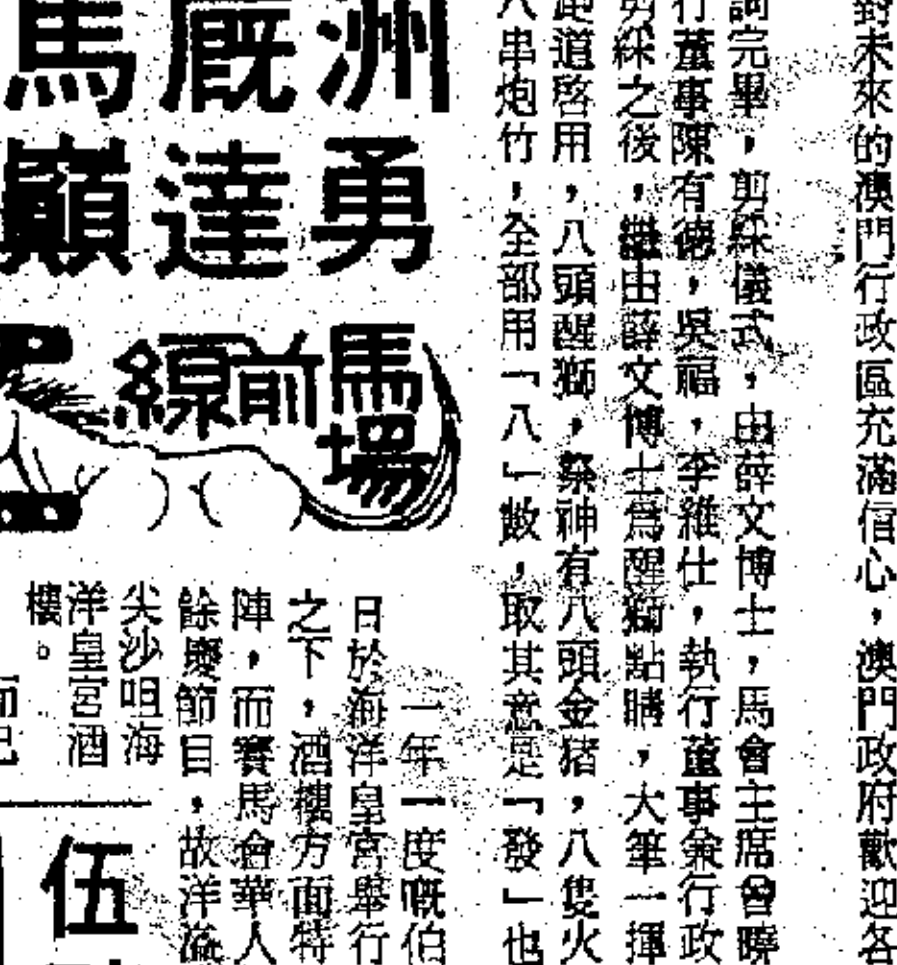 對未來的澳門行政區充滿信心，澳門政府歡迎各
詞完畢，剪綵儀式，由薛文博士，馬會主席曾曉
行董事陳有德，吳福，李維仕，執行董事兼行政
剪綵之後，繼由薛文博士爲醒獅點睛，大筆一揮
跑道啓用，八頭醒獅，祭神有八頭金猪，八隻火
八串炮竹，全部用「八」數，取其意是「發」也
洲勇
廐達
馬巔
馬場前線
一年一度嘅伯
日於海洋皇宮舉行
之下，酒樓方面特
陣，而賽馬會華人
餘慶節目，故洋溢
尖沙咀海
洋皇宮酒
樓。
伍